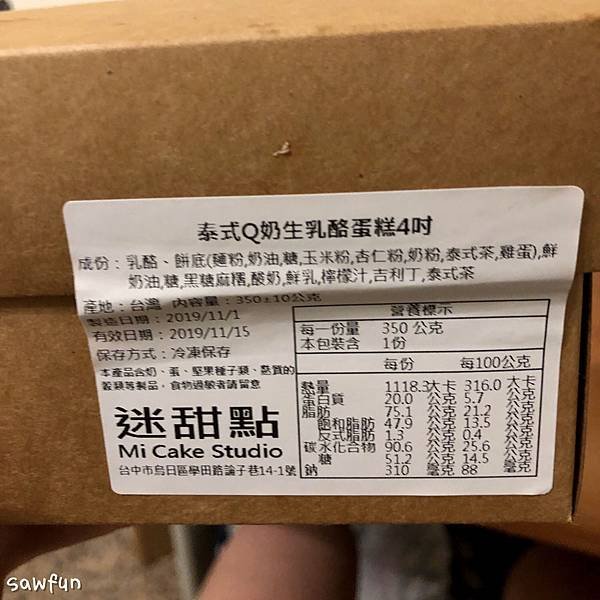 泰式Q奶生乳酪蛋糕4吋
成份：乳酪、餅底(麵粉,奶油,糖,玉米粉,杏仁粉,奶粉,泰式茶,雞蛋),鮮
奶油,糖,黑糖麻糬,酸奶,鮮乳,檸檬汁,吉利丁,泰式茶
產地：台灣 內容量：350±10公克
製造日期：2019/11/1
有效日期：2019/11/15
保存方式：冷凍保存
本產品含奶、蛋、堅果種子類、麩質的
穀類等製品，食物過敏者請留意
迷甜點
Mi Cake Studio
台中市烏日區學田路論子巷14-1號
營養標示
每一份量 350 公克
本包裝含 1份
每份 每100公克
熱量 1118.3大卡 316.0 大卡
蛋白質 20.0 公克 5.7 公克
脂肪 75.1 公克 21.2 公克
飽和脂肪 47.9 公克 13.5 公克
反式脂肪 1.3 公克 0.4 公克
碳水化合物 90.6 公克 25.6 公克
糖 51.2 公克 14.5 公克
鈉 310 毫克 88 毫克
sawfun